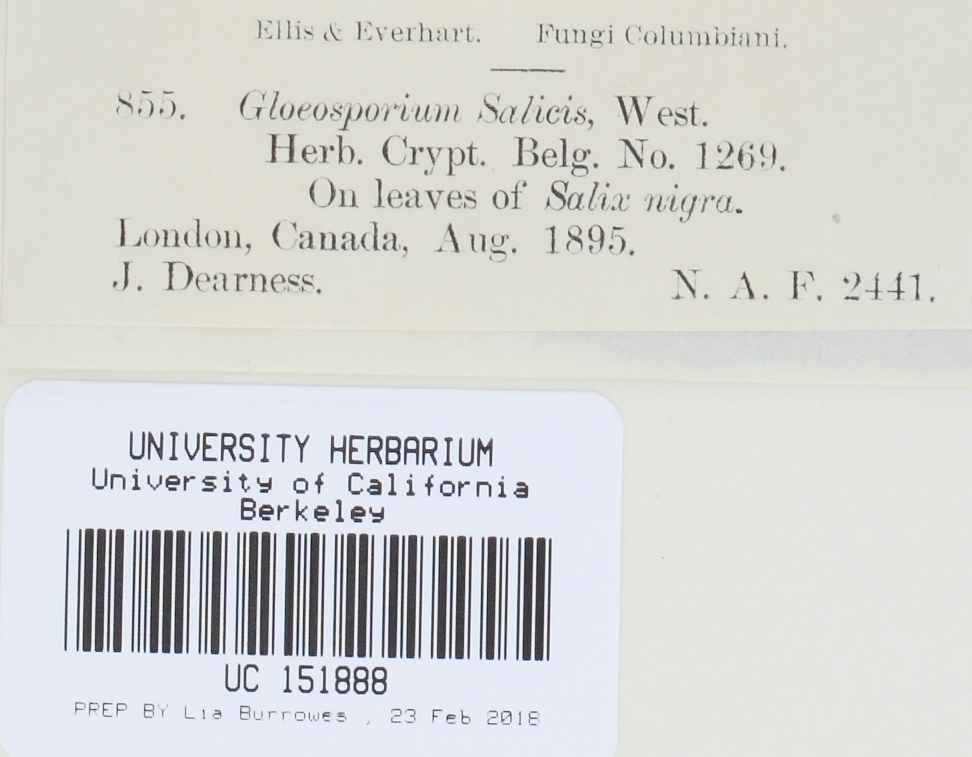 Ellis & Everhart. Fungi Columbiani.
855. Gloeosporium Salicis, West.
Herb. Crypt. Belg. No. 1269.
On leaves of Salix nigra.
London, Canada, Aug. 1895.
J. Dearness. N. A. F. 2441.
UNIVERSITY HERBARIUM
University of California
Berkeley
UC 151888
PREP BY Lia Burrowes , 23 Feb 2018